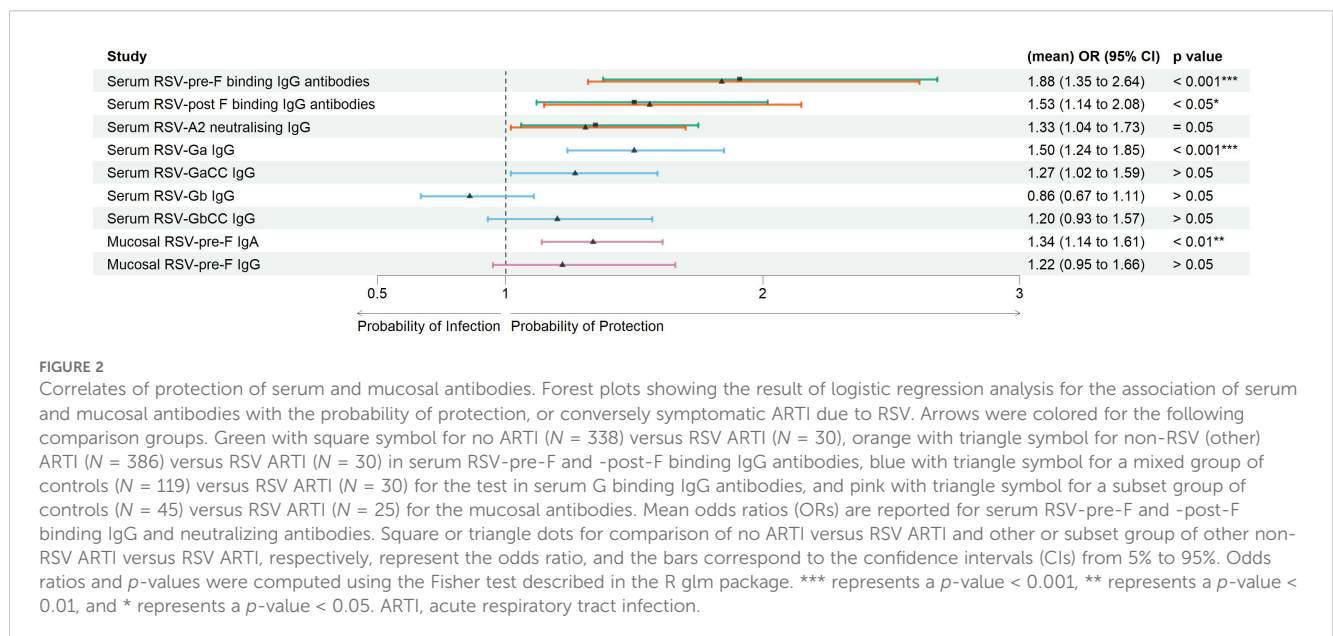 Study (mean) OR (95% CI) p value
Serum RSV-pre-F binding IgG antibodies 1.88 (1.35 to 2.64) < 0.001***
Serum RSV-post F binding IgG antibodies 1.53 (1.14 to 2.08) < 0.05*
Serum RSV-A2 neutralising IgG 1.33 (1.04 to 1.73) = 0.05
Serum RSV-Ga IgG 1.50 (1.24 to 1.85) < 0.001***
Serum RSV-GaCC IgG 1.27 (1.02 to 1.59) > 0.05
Serum RSV-Gb IgG 0.86 (0.67 to 1.11) > 0.05
Serum RSV-GbCC IgG 1.20 (0.93 to 1.57) > 0.05
Mucosal RSV-pre-F IgA 1.34 (1.14 to 1.61) < 0.01**
Mucosal RSV-pre-F IgG 1.22 (0.95 to 1.66) > 0.05
0.5 1 2 3
Probability of Infection Probability of Protection
FIGURE 2
Correlates of protection of serum and mucosal antibodies. Forest plots showing the result of logistic regression analysis for the association of serum
and mucosal antibodies with the probability of protection, or conversely symptomatic ARTI due to RSV. Arrows were colored for the following
comparison groups. Green with square symbol for no ARTI (N = 338) versus RSV ARTI (N = 30), orange with triangle symbol for non-RSV (other)
ARTI (N = 386) versus RSV ARTI (N = 30) in serum RSV-pre-F and -post-F binding IgG antibodies, blue with triangle symbol for a mixed group of
controls (N = 119) versus RSV ARTI (N = 30) for the test in serum G binding IgG antibodies, and pink with triangle symbol for a subset group of
controls (N = 45) versus RSV ARTI (N = 25) for the mucosal antibodies. Mean odds ratios (ORs) are reported for serum RSV-pre-F and -post-F
binding IgG and neutralizing antibodies. Square or triangle dots for comparison of no ARTI versus RSV ARTI and other or subset group of other non-
RSV ARTI versus RSV ARTI, respectively, represent the odds ratio, and the bars correspond to the confidence intervals (CIs) from 5% to 95%. Odds
ratios and p-values were computed using the Fisher test described in the R glm package. *** represents a p-value < 0.001, ** represents a p-value <
0.01, and * represents a p-value < 0.05. ARTI, acute respiratory tract infection.